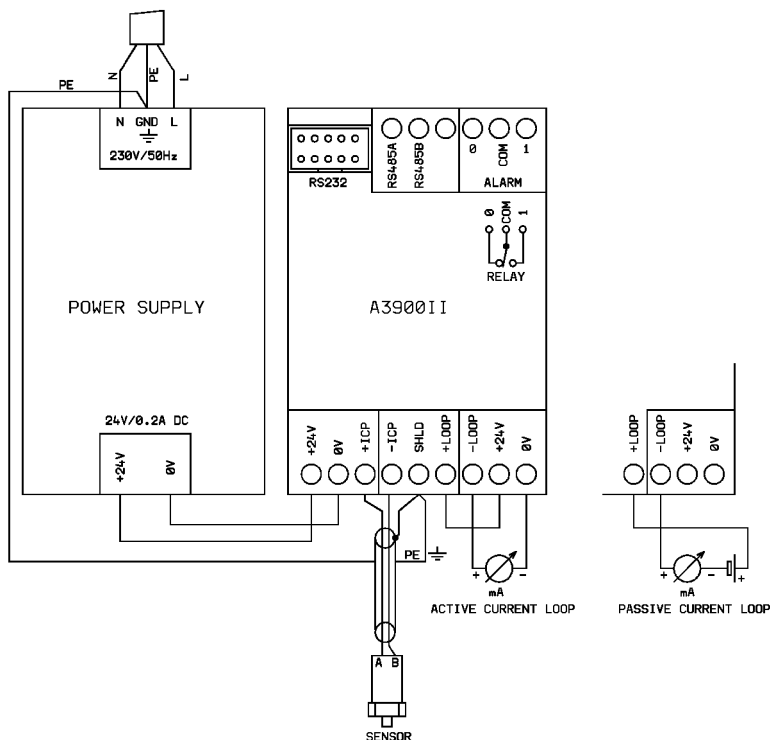 N PE L
PE
N GND L
230V/50Hz
RS232
RS485A RS485B
0 COM 1
ALARM
0 COM 1
RELAY
POWER SUPPLY
A3900II
24V/0.2A DC
+24V 0V
+24V 0V +ICP -ICP SHLD +LOOP -LOOP +24V 0V
+LOOP -LOOP +24V 0V
PE
+ -
mA
ACTIVE CURRENT LOOP
+ - +
mA
PASSIVE CURRENT LOOP
A B
SENSOR